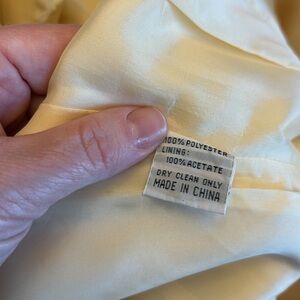 100% POLYESTER
LINING:
100% ACETATE
DRY CLEAN ONLY
MADE IN CHINA